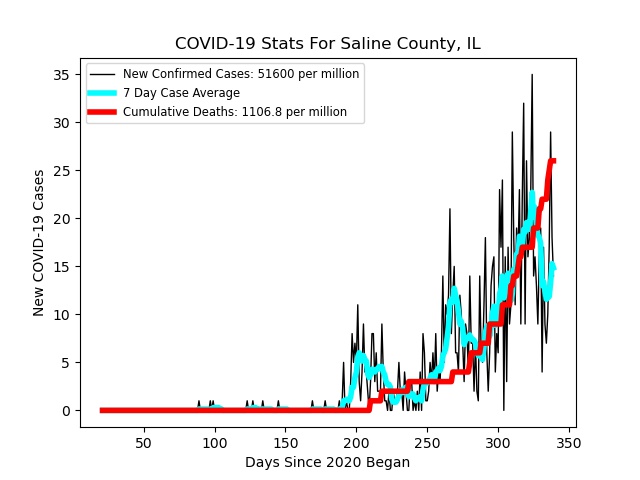 COVID-19 Stats For Saline County, IL
New Confirmed Cases: 51600 per million
7 Day Case Average
Cumulative Deaths: 1106.8 per million
New COVID-19 Cases
35
30
25
20
15
10
5
0
50
100
150
200
250
300
350
Days Since 2020 Began